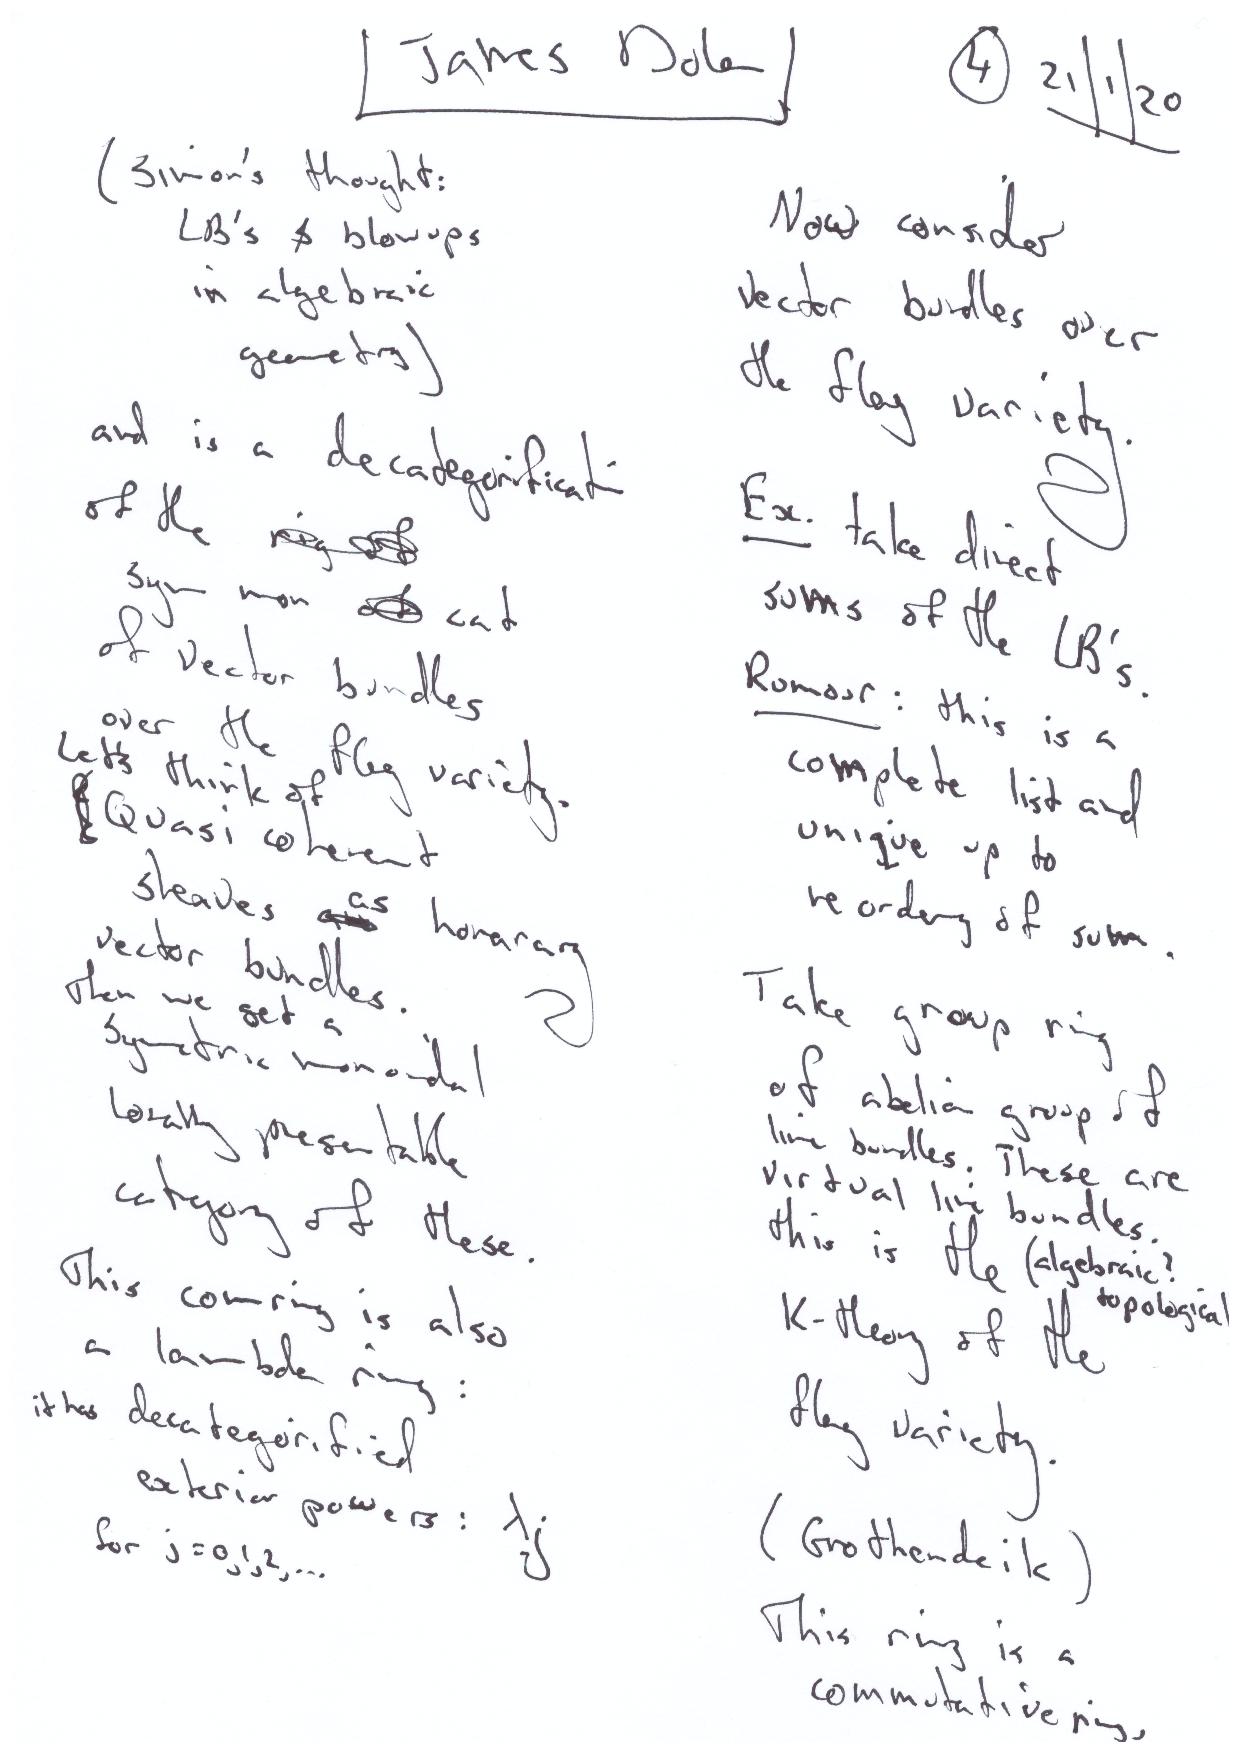 James Dolan
4 21/1/20
(Simon's thought:
LB's & blowups
in algebraic
geometry)
and is a decategorificati
of the
sym mon cat
of vector bundles
over the flag variety.
Let's think of
Quasi coherent
sheaves as honarary
vector bundles.
Then we get a
Symmetric monoidal
locally presentable
category of these.
This comring is also
a lambda ring:
it has decategorified
exterior powers: λj
for j=0,1,2,...
Now consider
vector bundles over
the flag variety.
Ex. take direct
sums of the LB's.
Rumour: this is a
complete list and
unique up to
reordering of sum.
Take group ring
of abelian group of
line bundles. These are
virtual line bundles.
this is the (algebraic?
topological
K-theory of the
flag variety.
(Grothendeik)
This ring is a
commutative ring,